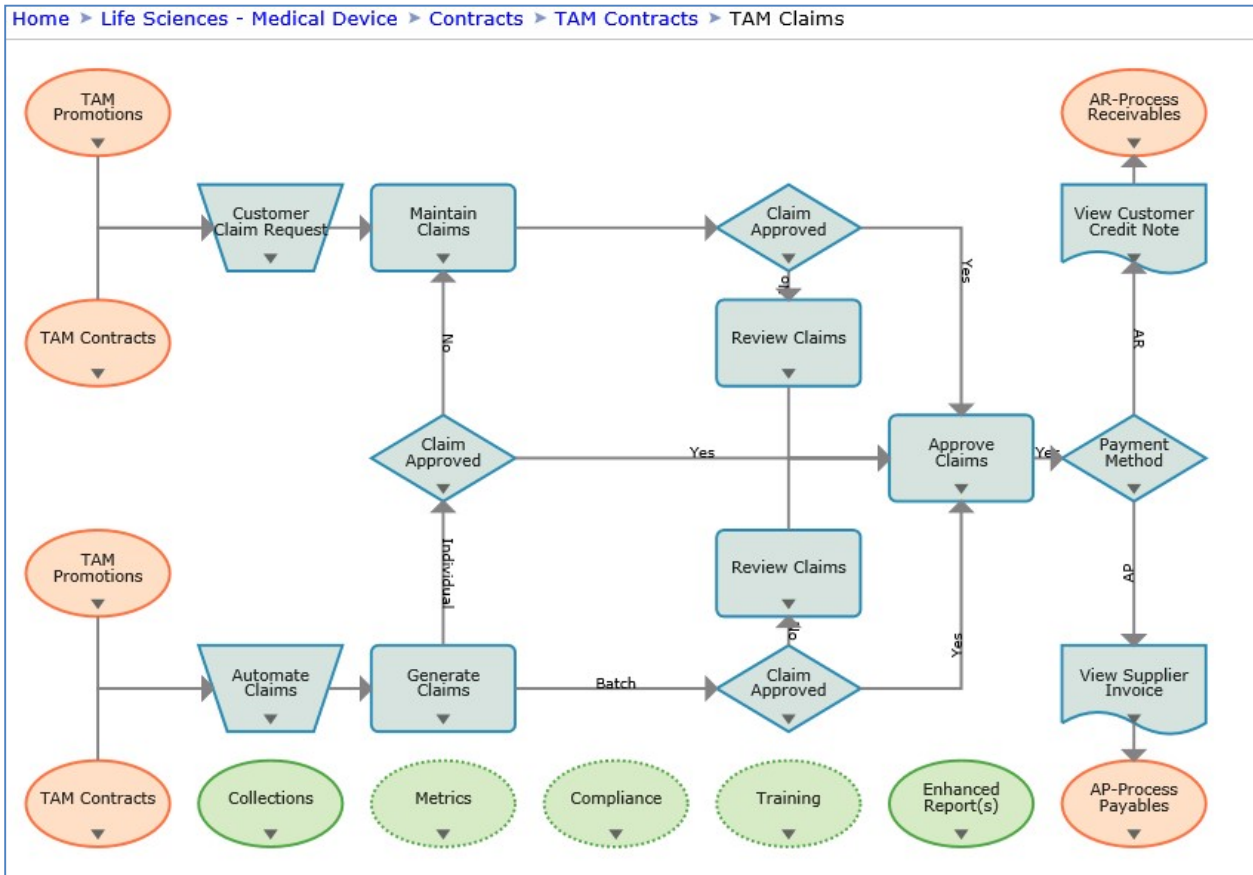 Home ➤ Life Sciences - Medical Device ➤ Contracts ➤ TAM Contracts ➤ TAM Claims
TAM
Promotions
AR-Process
Receivables
Customer
Claim Request
Maintain
Claims
Claim
Approved
View Customer
Credit Note
Yes
TAM Contracts
No
Review Claims
AR
Claim
Approved
Yes
Approve
Claims
Yes
Payment
Method
TAM
Promotions
Individual
Review Claims
AP
Automate
Claims
Generate
Claims
Batch
Claim
Approved
Yes
View Supplier
Invoice
TAM Contracts
Collections
Metrics
Compliance
Training
Enhanced
Report(s)
AP-Process
Payables